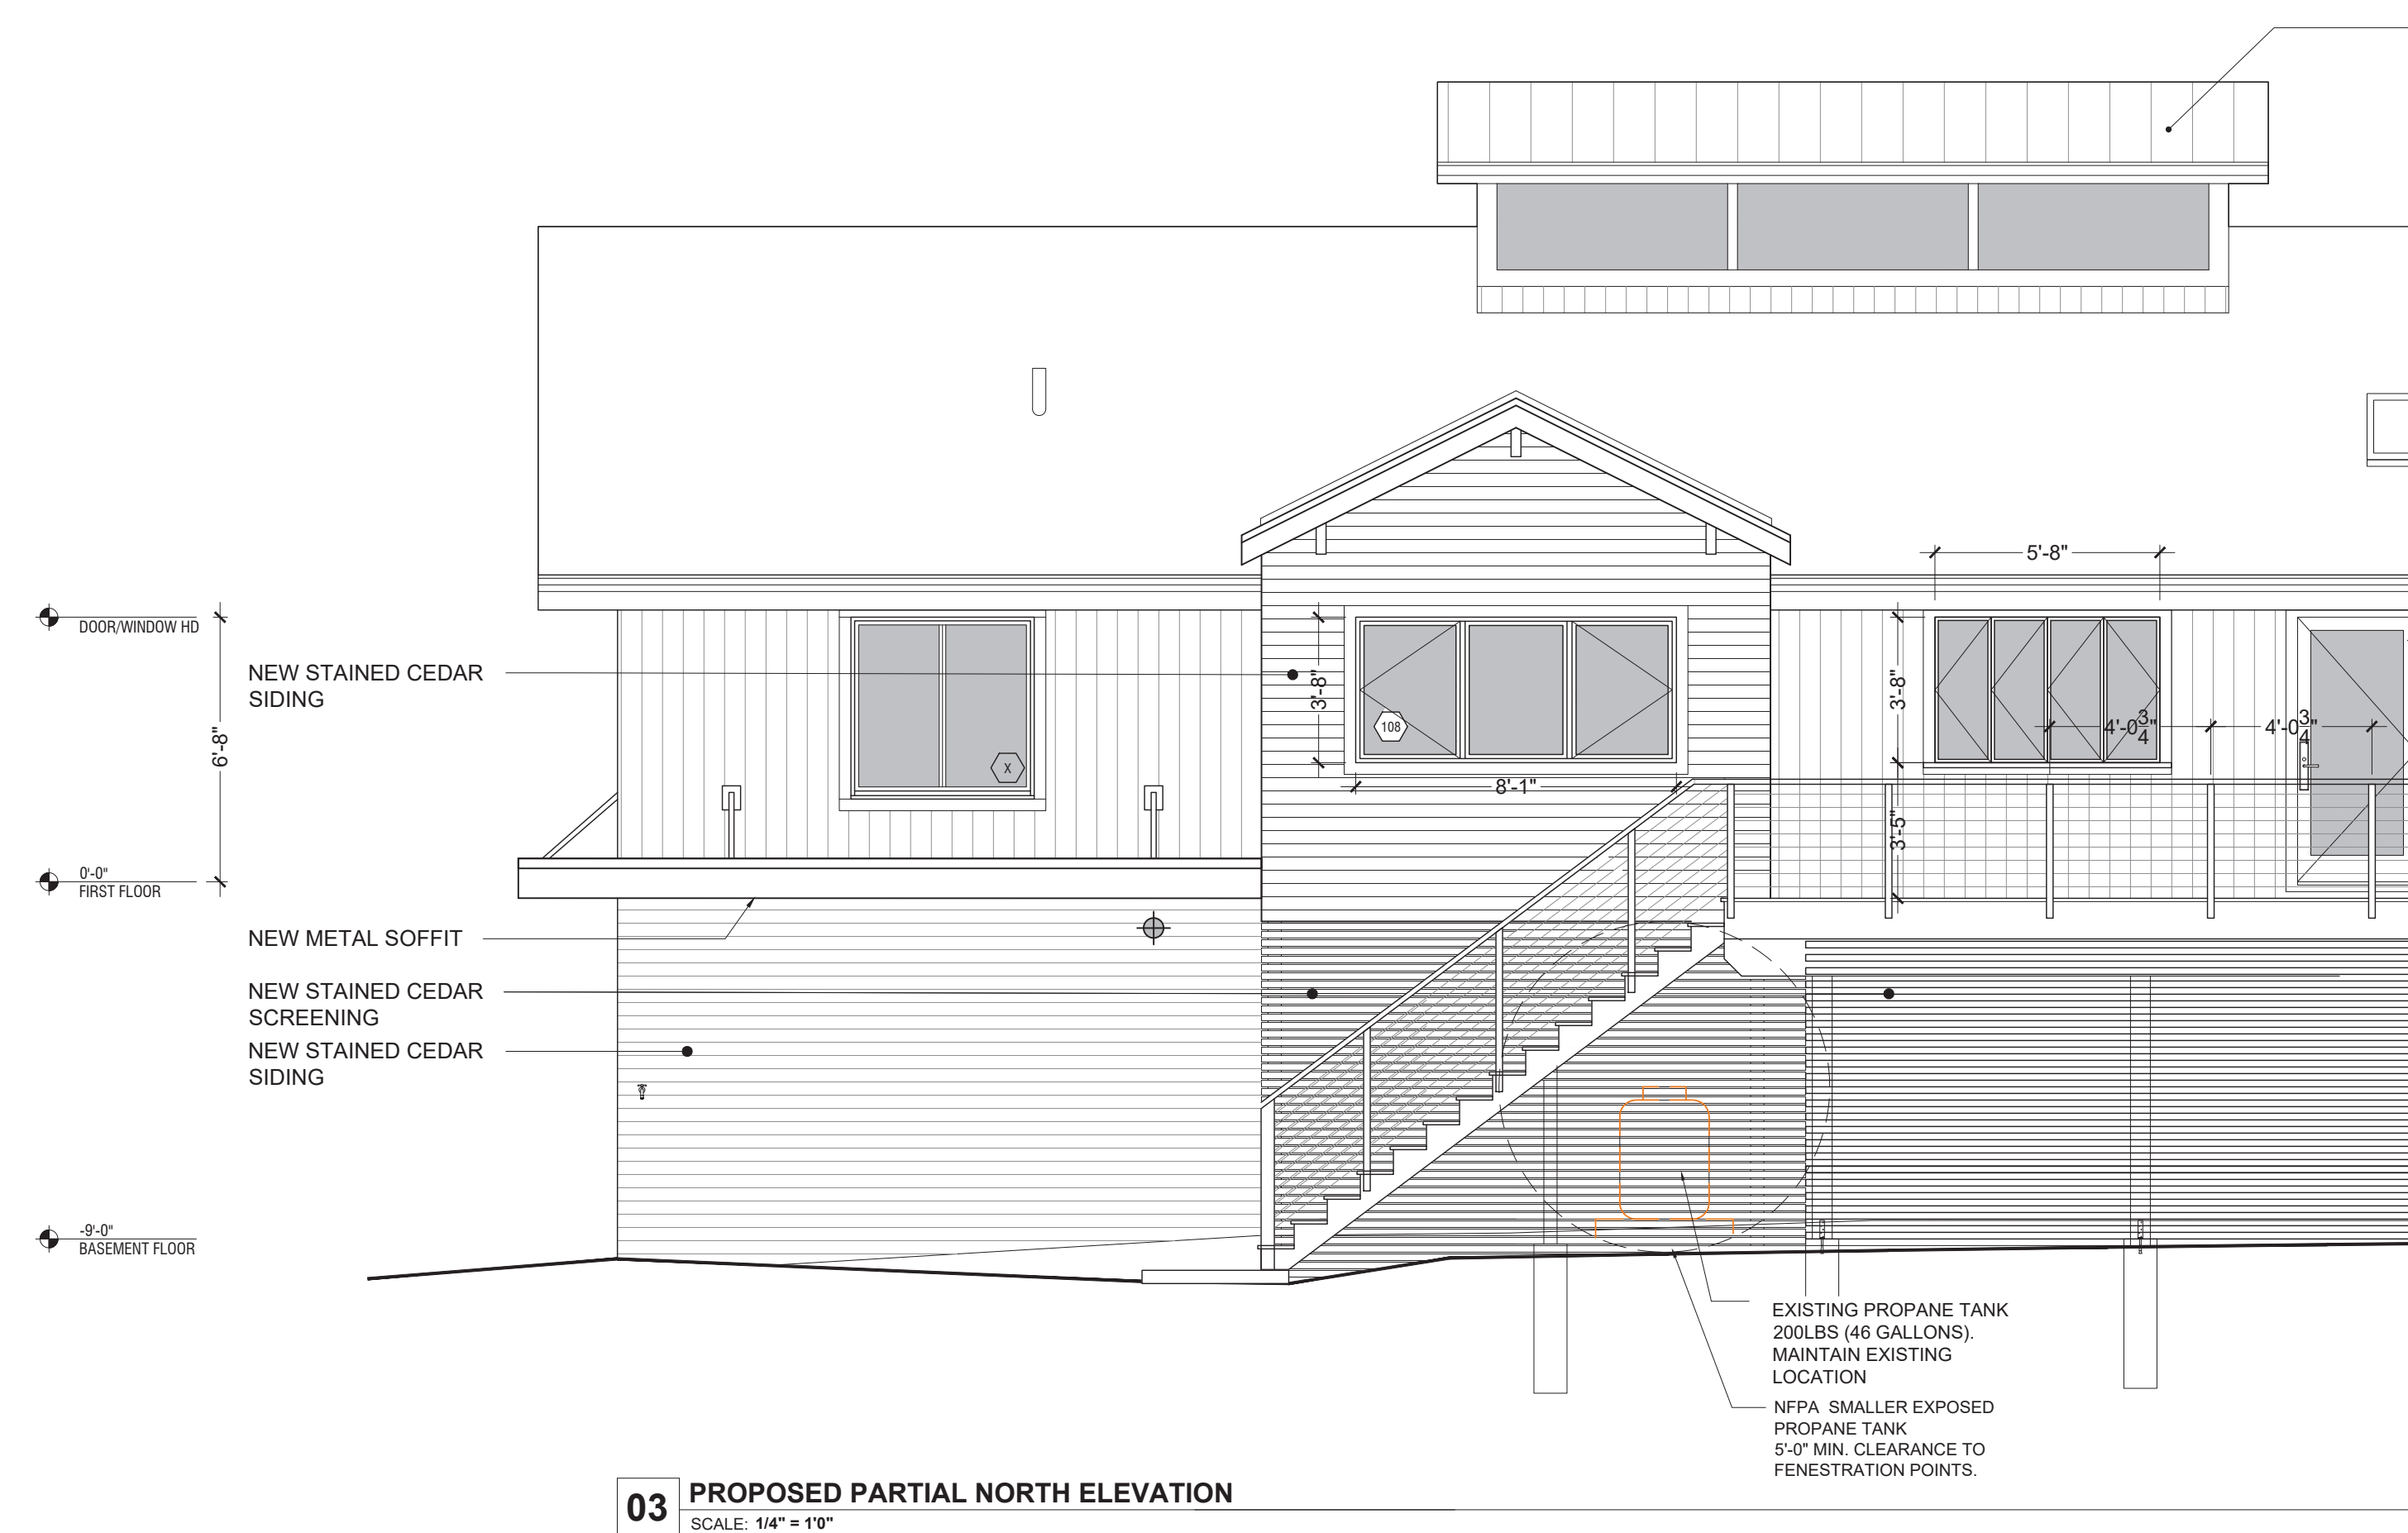 5'-8"
DOOR/WINDOW HD
6'-8"
NEW STAINED CEDAR
SIDING
3'-8"
108
X
8'-1"
3'-8"
4'-0 3/4"
4'-0 3/4"
3'-5"
0'-0"
FIRST FLOOR
NEW METAL SOFFIT
NEW STAINED CEDAR
SCREENING
NEW STAINED CEDAR
SIDING
-9'-0"
BASEMENT FLOOR
EXISTING PROPANE TANK
200LBS (46 GALLONS).
MAINTAIN EXISTING
LOCATION
NFPA SMALLER EXPOSED
PROPANE TANK
5'-0" MIN. CLEARANCE TO
FENESTRATION POINTS.
03
PROPOSED PARTIAL NORTH ELEVATION
SCALE: 1/4" = 1'0"